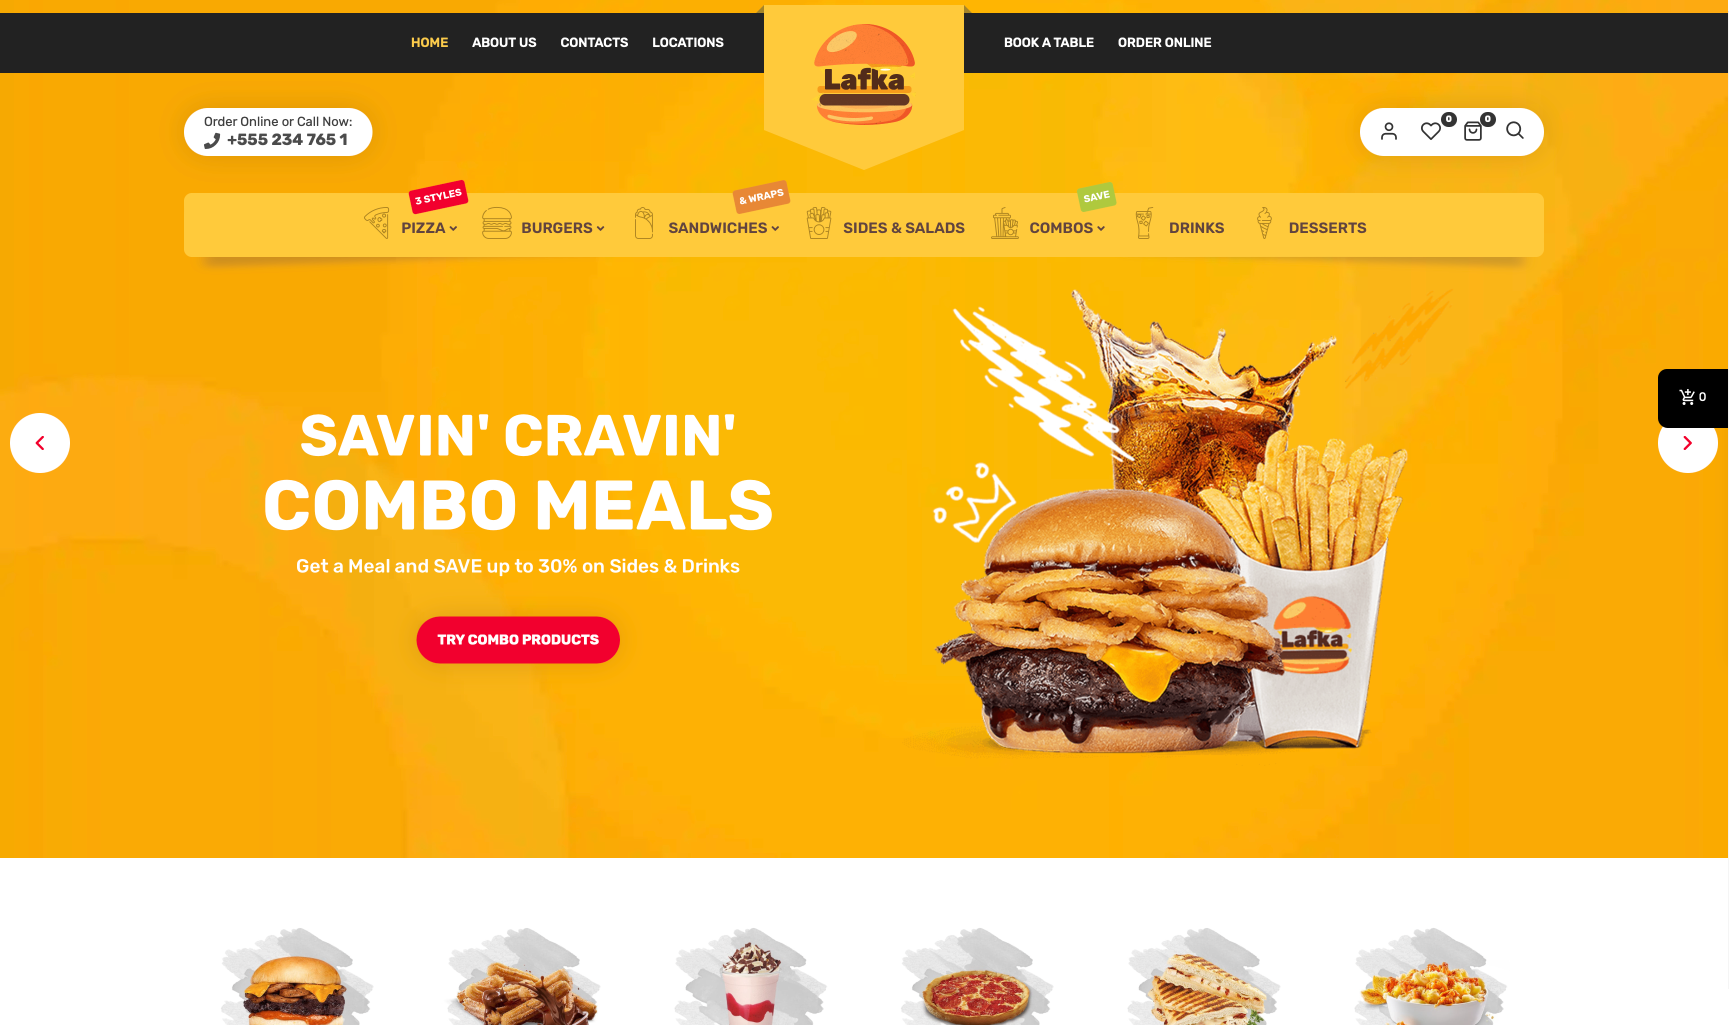 HOME
ABOUT US
CONTACTS
LOCATIONS
Lafka
BOOK A TABLE
ORDER ONLINE
Order Online or Call Now:
+555 234 765 1
0
0
3 STYLES
PIZZA
BURGERS
& WRAPS
SANDWICHES
SIDES & SALADS
SAVE
COMBOS
DRINKS
DESSERTS
0
SAVIN' CRAVIN'
COMBO MEALS
Get a Meal and SAVE up to 30% on Sides & Drinks
TRY COMBO PRODUCTS
Lafka